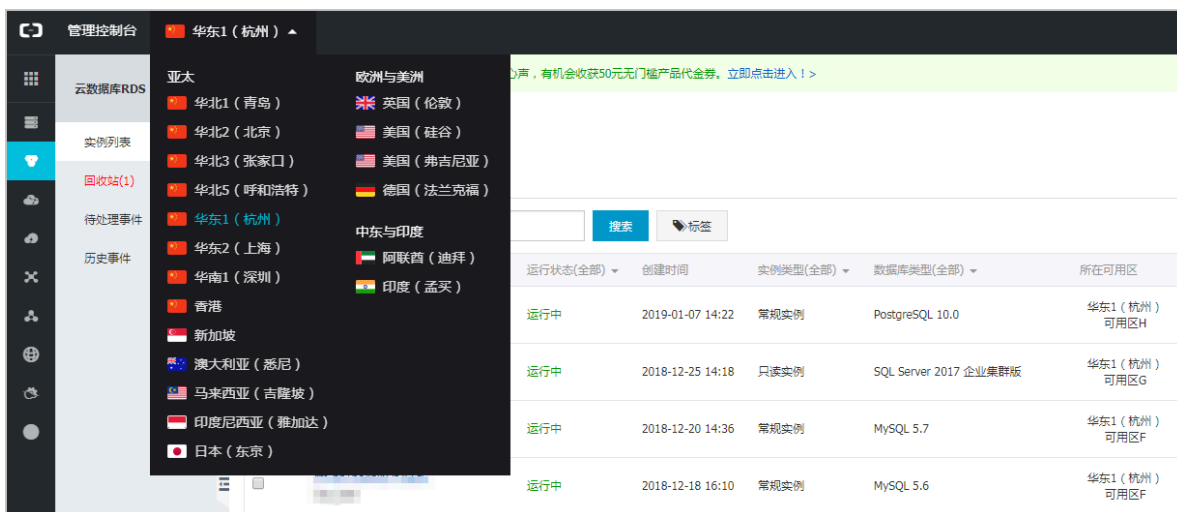 管理控制台
华东1 ( 杭州 )
云数据库RDS
实例列表
回收站(1)
待处理事件
历史事件
亚太
华北1 ( 青岛 )
华北2 ( 北京 )
华北3 ( 张家口 )
华北5 ( 呼和浩特 )
华东1 ( 杭州 )
华东2 ( 上海 )
华南1 ( 深圳 )
香港
新加坡
澳大利亚 ( 悉尼 )
马来西亚 ( 吉隆坡 )
印度尼西亚 ( 雅加达 )
日本 ( 东京 )
欧洲与美洲
英国 ( 伦敦 )
美国 ( 硅谷 )
美国 ( 弗吉尼亚 )
德国 ( 法兰克福 )
中东与印度
阿联酋 ( 迪拜 )
印度 ( 孟买 )
心声，有机会收获50元无门槛产品代金券。立即点击进入！>
搜索
标签
运行状态(全部) 创建时间 实例类型(全部) 数据库类型(全部) 所在可用区
运行中 2019-01-07 14:22 常规实例 PostgreSQL 10.0 华东1 ( 杭州 )
可用区H
运行中 2018-12-25 14:18 只读实例 SQL Server 2017 企业集群版 华东1 ( 杭州 )
可用区G
运行中 2018-12-20 14:36 常规实例 MySQL 5.7 华东1 ( 杭州 )
可用区F
运行中 2018-12-18 16:10 常规实例 MySQL 5.6 华东1 ( 杭州 )
可用区F